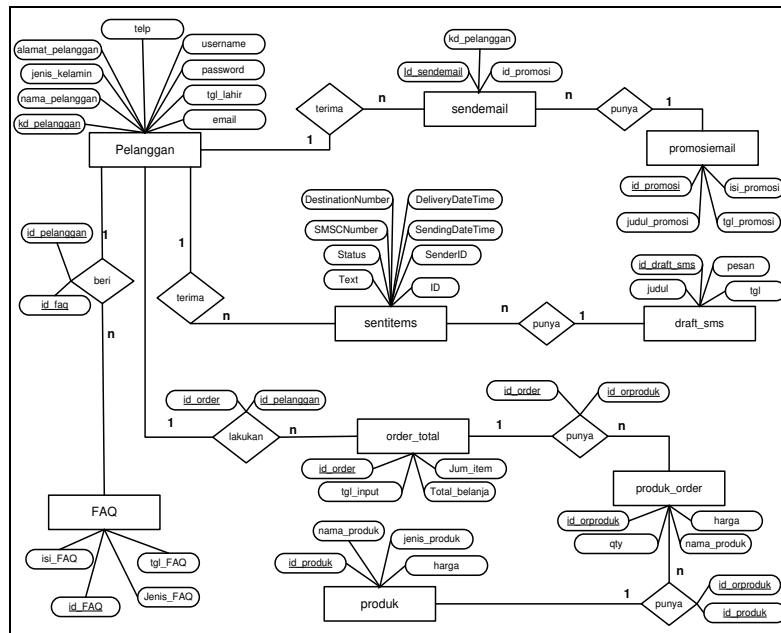 telp
alamat_pelanggan
username
jenis_kelamin
password
nama_pelanggan
tgl_lahir
kd_pelanggan
email
Pelanggan
1
terima
n
kd_pelanggan
Id_sendemail
id_promosi
sendemail
n
punya
1
promosiemail
id_promosi
isi_promosi
judul_promosi
tgl_promosi
DestinationNumber
DeliveryDateTime
SMSCNumber
SendingDateTime
Status
SenderID
Text
ID
1
terima
n
sentitems
n
punya
1
id_draft_sms
pesan
judul
tgl
draft_sms
id_pelanggan
1
beri
id_faq
n
id_order
id_pelanggan
1
lakukan
n
order_total
1
id_order
id_orproduk
punya
n
id_order
Jum_item
tgl_input
Total_belanja
produk_order
id_orproduk
harga
qty
nama_produk
FAQ
isi_FAQ
tgl_FAQ
id_FAQ
Jenis_FAQ
nama_produk
jenis_produk
id_produk
harga
produk
1
n
punya
id_orproduk
id_produk